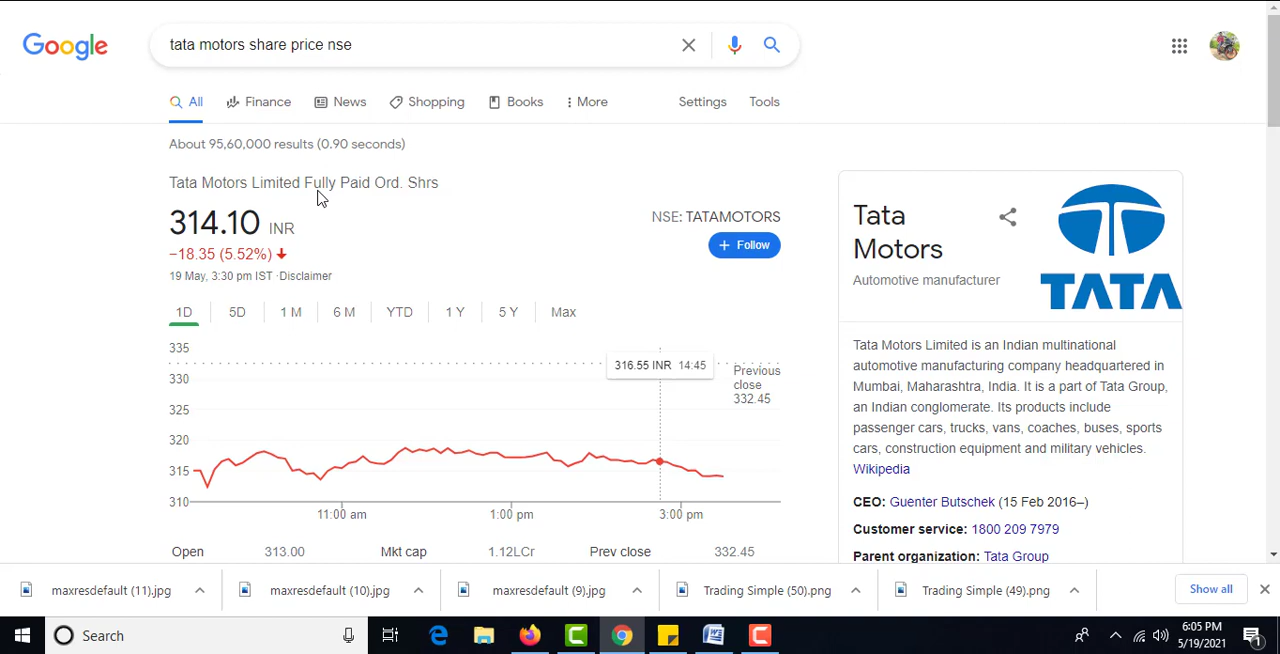 Google
tata motors share price nse
All Finance News Shopping Books More Settings Tools
About 95,60,000 results (0.90 seconds)
Tata Motors Limited Fully Paid Ord. Shrs
314.10 INR
−18.35 (5.52%)
19 May, 3:30 pm IST ·Disclaimer
NSE: TATAMOTORS
+ Follow
1D 5D 1 M 6 M YTD 1 Y 5 Y Max
335
330
325
320
315
310
316.55 INR 14:45
Previous
close
332.45
11:00 am 1:00 pm 3:00 pm
Open 313.00 Mkt cap 1.12LCr Prev close 332.45
Tata
Motors
Automotive manufacturer
TATA
Tata Motors Limited is an Indian multinational
automotive manufacturing company headquartered in
Mumbai, Maharashtra, India. It is a part of Tata Group,
an Indian conglomerate. Its products include
passenger cars, trucks, vans, coaches, buses, sports
cars, construction equipment and military vehicles.
Wikipedia
CEO: Guenter Butschek (15 Feb 2016–)
Customer service: 1800 209 7979
Parent organization: Tata Group
maxresdefault (11).jpg maxresdefault (10).jpg maxresdefault (9).jpg Trading Simple (50).png Trading Simple (49).png Show all
Search
6:05 PM
5/19/2021
1